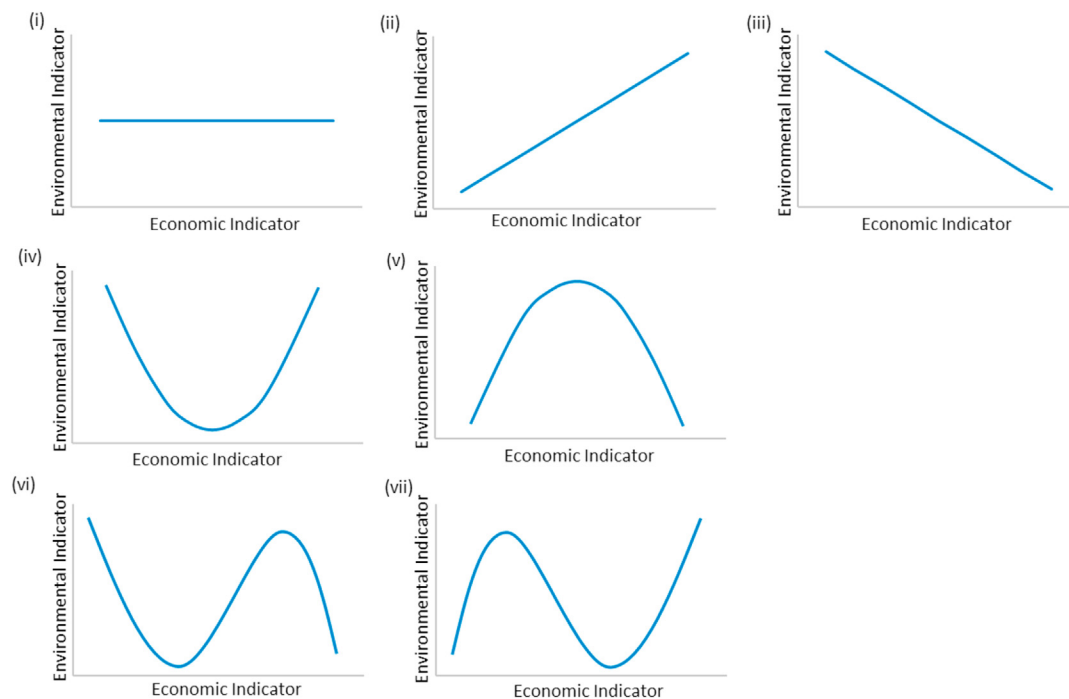 (i)
Environmental Indicator
Economic Indicator
(ii)
Environmental Indicator
Economic Indicator
(iii)
Environmental Indicator
Economic Indicator
(iv)
Environmental Indicator
Economic Indicator
(v)
Environmental Indicator
Economic Indicator
(vi)
Environmental Indicator
Economic Indicator
(vii)
Environmental Indicator
Economic Indicator